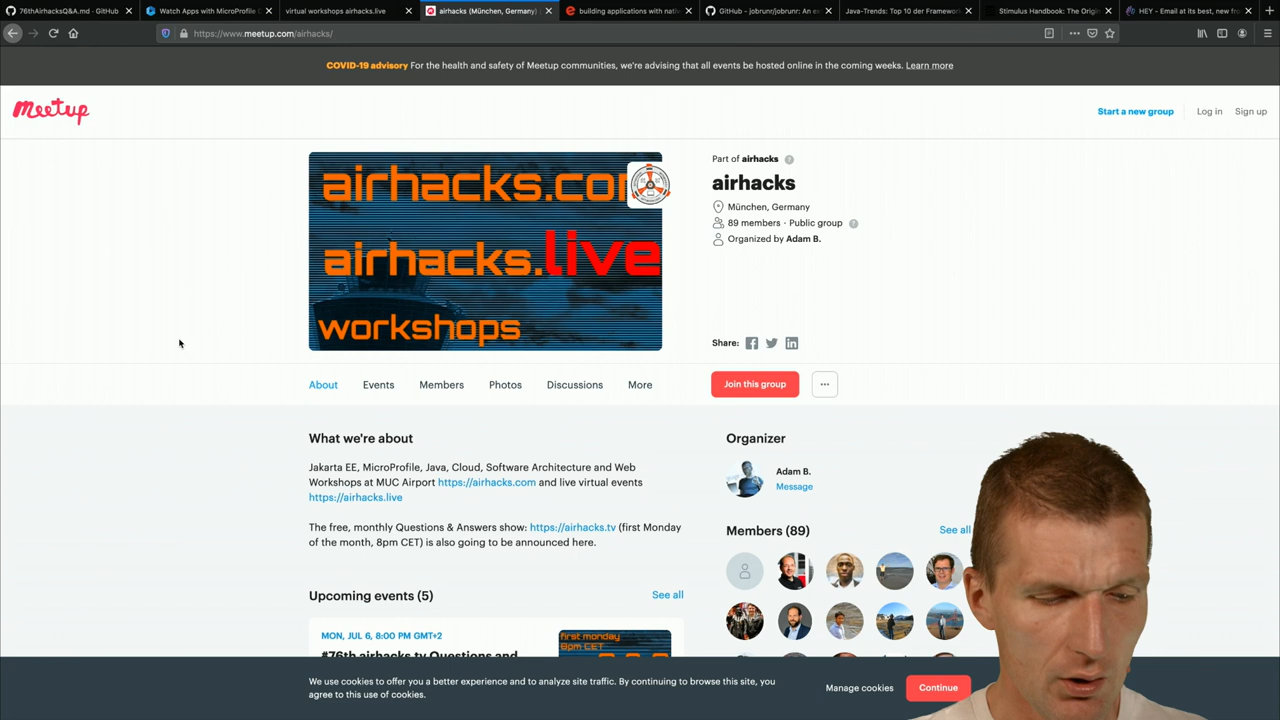 76thAirhacksQ&A.md · GitHub
Watch Apps with MicroProfile
virtual workshops airhacks.live
airhacks (München, Germany)
building applications with nati
GitHub - jobrunr/jobrunr: An
Java-Trends: Top 10 der Framework
Stimulus Handbook: The Origi
HEY - Email at its best, new
https://www.meetup.com/airhacks/
COVID-19 advisory For the health and safety of Meetup communities, we're advising that all events be hosted online in the coming weeks. Learn more
Meetup
Start a new group
Log in
Sign up
airhacks.co
airhacks.live
workshops
Part of airhacks
airhacks
München, Germany
89 members · Public group
Organized by Adam B.
Share:
About
Events
Members
Photos
Discussions
More
Join this group
What we're about
Jakarta EE, MicroProfile, Java, Cloud, Software Architecture and Web
Workshops at MUC Airport https://airhacks.com and live virtual events
https://airhacks.live
The free, monthly Questions & Answers show: https://airhacks.tv (first Monday
of the month, 8pm CET) is also going to be announced here.
Organizer
Adam B.
Message
Members (89)
See all
Upcoming events (5)
See all
MON, JUL 6, 8:00 PM GMT+2
#76th airhacks tv Questions and
first monday
8pm CET
We use cookies to offer you a better experience and to analyze site traffic. By continuing to browse this site, you
agree to this use of cookies.
Manage cookies
Continue